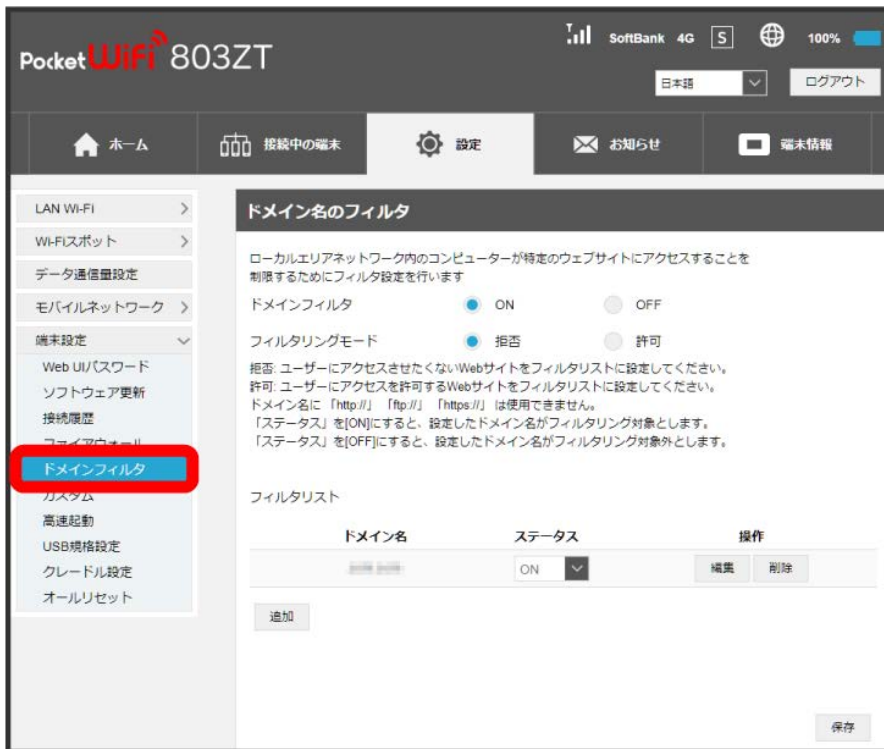 Pocket WiFi 803ZT
SoftBank 4G S 100%
日本語
ログアウト
ホーム
接続中の端末
設定
お知らせ
端末情報
LAN Wi-Fi
Wi-Fiスポット
データ通信量設定
モバイルネットワーク
端末設定
Web UIパスワード
ソフトウェア更新
接続履歴
ファイアウォール
ドメインフィルタ
カスタム
高速起動
USB規格設定
クレードル設定
オールリセット
ドメイン名のフィルタ
ローカルエリアネットワーク内のコンピューターが特定のウェブサイトにアクセスすることを
制限するためにフィルタ設定を行います
ドメインフィルタ ON OFF
フィルタリングモード 拒否 許可
拒否: ユーザーにアクセスさせたくないWebサイトをフィルタリストに設定してください。
許可: ユーザーにアクセスを許可するWebサイトをフィルタリストに設定してください。
ドメイン名に 「http://」 「ftp://」 「https://」 は使用できません。
「ステータス」を[ON]にすると、設定したドメイン名がフィルタリング対象とします。
「ステータス」を[OFF]にすると、設定したドメイン名がフィルタリング対象外とします。
フィルタリスト
ドメイン名 ステータス 操作
ON 編集 削除
追加
保存